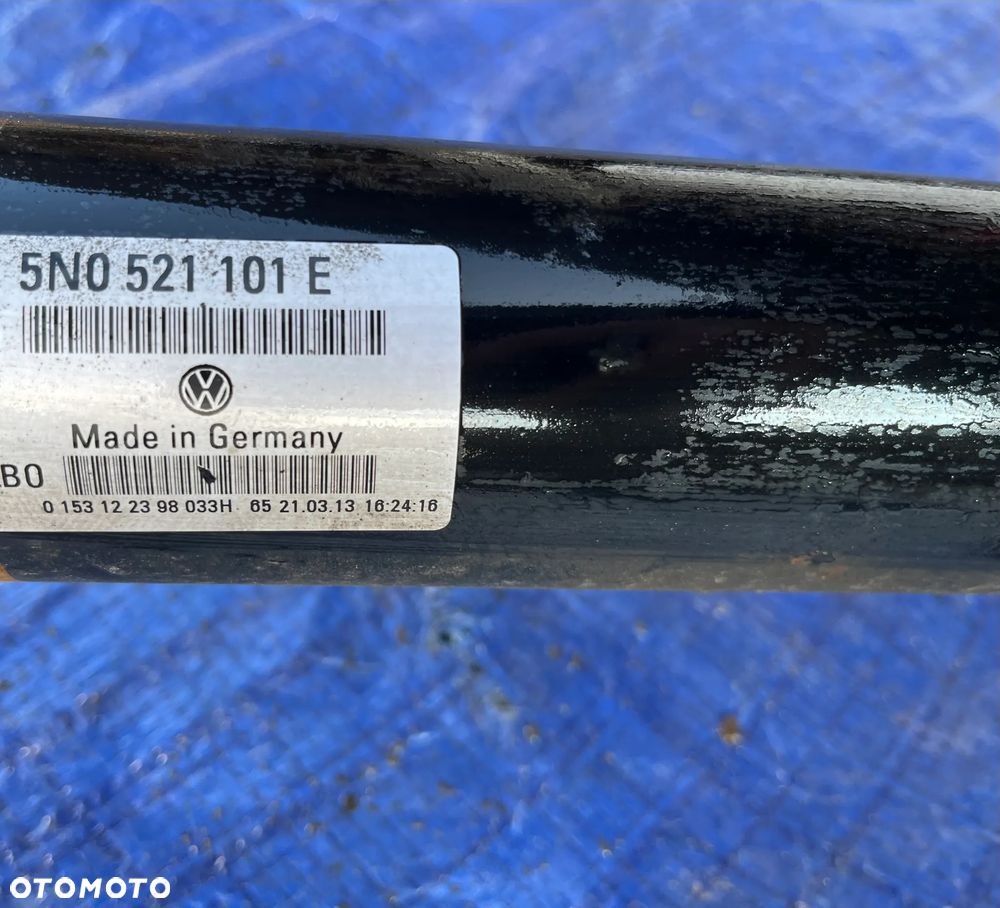 5N0 521 101 E
Made in Germany
BO
0 153 12 23 98 033H 65 21.03.13 16:24:16
OTOMOTO